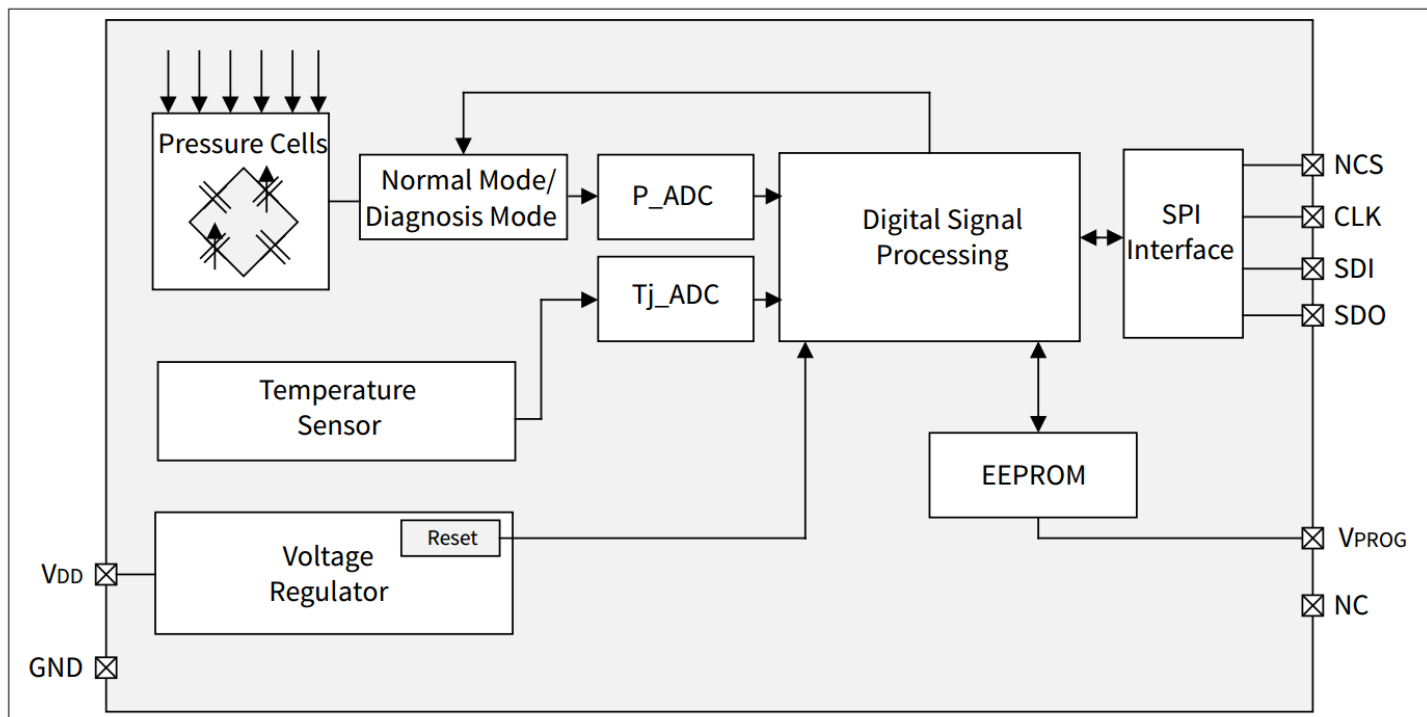 Pressure Cells
Normal Mode/
Diagnosis Mode
P_ADC
Digital Signal
Processing
SPI
Interface
NCS
CLK
SDI
SDO
Tj_ADC
Temperature
Sensor
EEPROM
Reset
Voltage
Regulator
VDD
GND
VPROG
NC